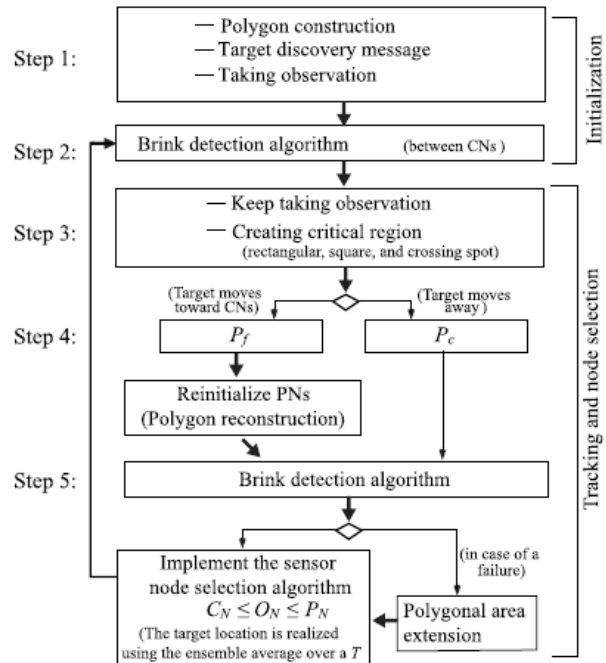 Step 1:
— Polygon construction
— Target discovery message
— Taking observation
Initialization
Step 2:
Brink detection algorithm (between CNs)
Step 3:
— Keep taking observation
— Creating critical region
(rectangular, square, and crossing spot)
(Target moves
toward CNs)
(Target moves
away)
Step 4:
P_f
P_c
Reinitialize PNs
(Polygon reconstruction)
Step 5:
Brink detection algorithm
Implement the sensor
node selection algorithm
C_N ≤ O_N ≤ P_N
(The target location is realized
using the ensemble average over a T
(in case of a
failure)
Polygonal area
extension
Tracking and node selection